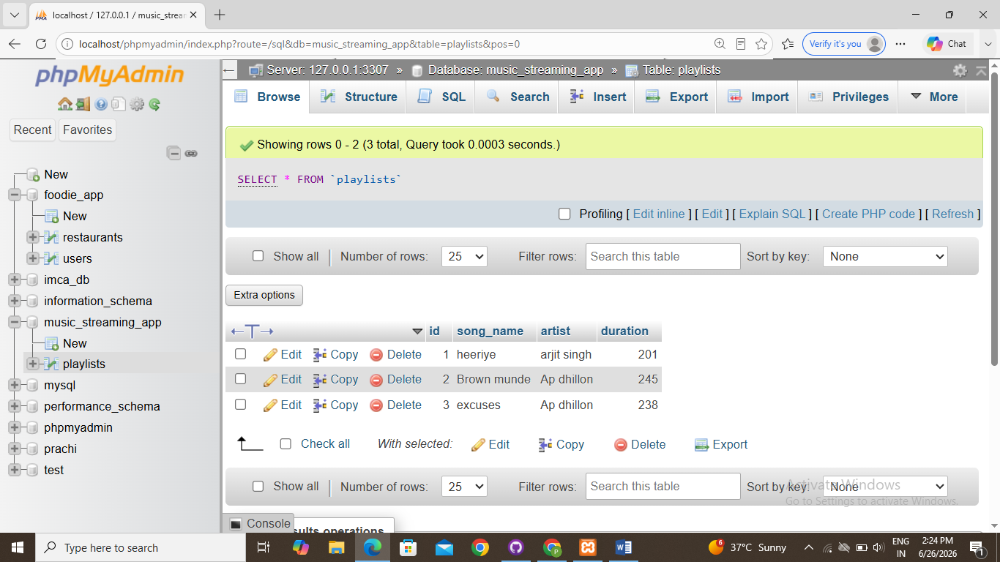 localhost / 127.0.0.1 / music_strear
localhost/phpmyadmin/index.php?route=/sql&db=music_streaming_app&table=playlists&pos=0
Verify it's you
Chat
phpMyAdmin
Recent Favorites
New
foodie_app
New
restaurants
users
imca_db
information_schema
music_streaming_app
New
playlists
mysql
performance_schema
phpmyadmin
prachi
test
Server: 127.0.0.1:3307 » Database: music_streaming_app » Table: playlists
Browse Structure SQL Search Insert Export Import Privileges More
Showing rows 0 - 2 (3 total, Query took 0.0003 seconds.)
SELECT * FROM `playlists`
Profiling [ Edit inline ] [ Edit ] [ Explain SQL ] [ Create PHP code ] [ Refresh ]
Show all Number of rows: 25 Filter rows: Search this table Sort by key: None
Extra options
id song_name artist duration
Edit Copy Delete 1 heeriye arjit singh 201
Edit Copy Delete 2 Brown munde Ap dhillon 245
Edit Copy Delete 3 excuses Ap dhillon 238
Check all With selected: Edit Copy Delete Export
Show all Number of rows: 25 Filter rows: Search this table Sort by key: None
Activate Windows
Go to Settings to activate Windows.
Console
operations
Type here to search
6
37°C Sunny
ENG
IN
2:24 PM
6/26/2026
1